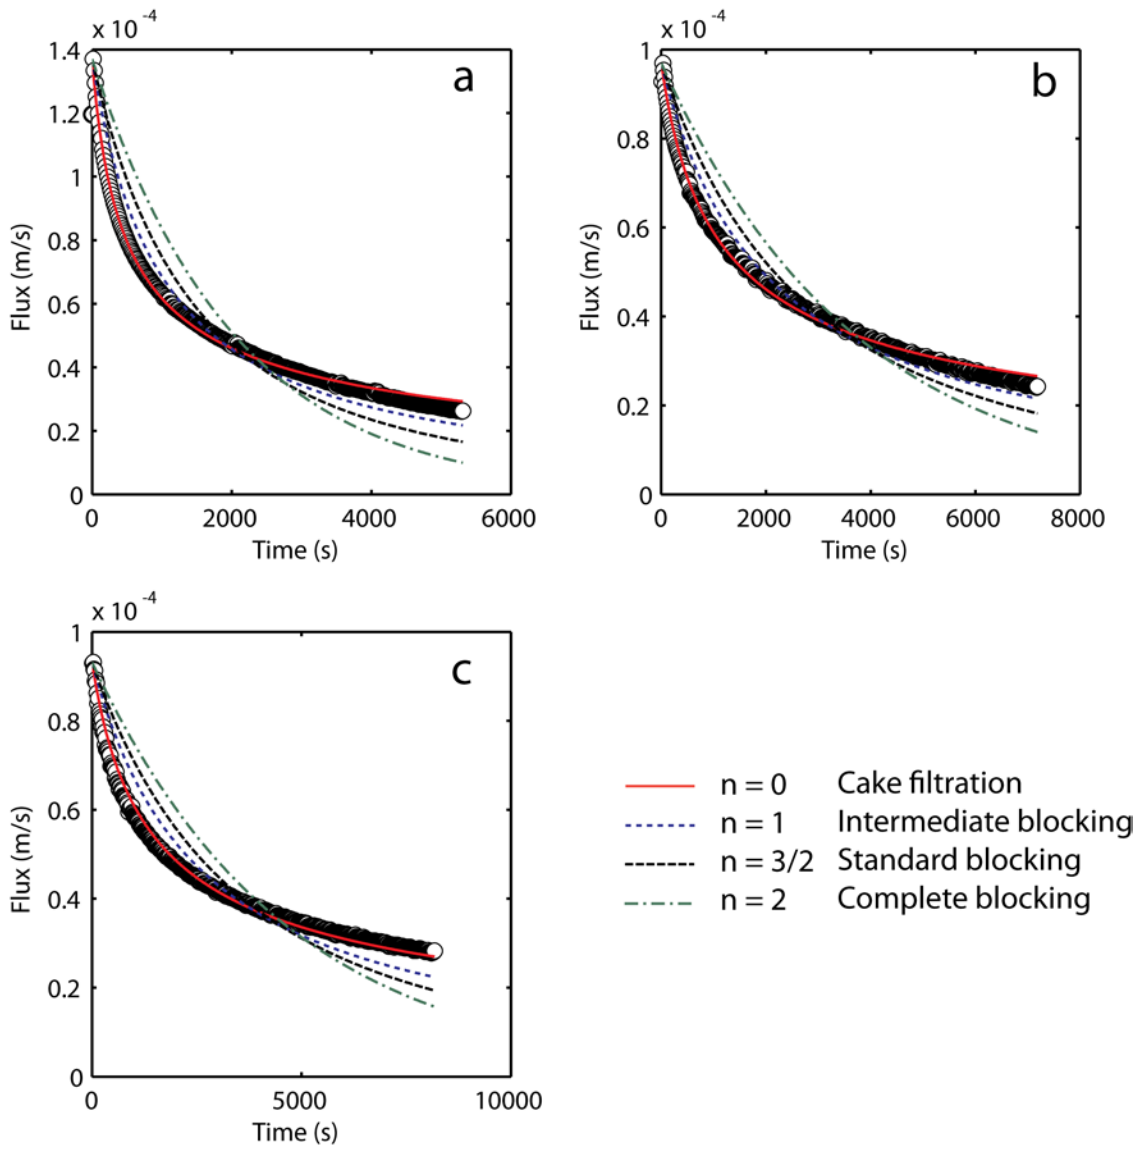 x 10 -4
a
1.4
1.2
1
0.8
0.6
0.4
0.2
0
0 2000 4000 6000
Flux (m/s)
Time (s)
x 10 -4
b
1
0.8
0.6
0.4
0.2
0
0 2000 4000 6000 8000
Flux (m/s)
Time (s)
x 10 -4
c
1
0.8
0.6
0.4
0.2
0
0 5000 10000
Flux (m/s)
Time (s)
n = 0 Cake filtration
n = 1 Intermediate blocking
n = 3/2 Standard blocking
n = 2 Complete blocking